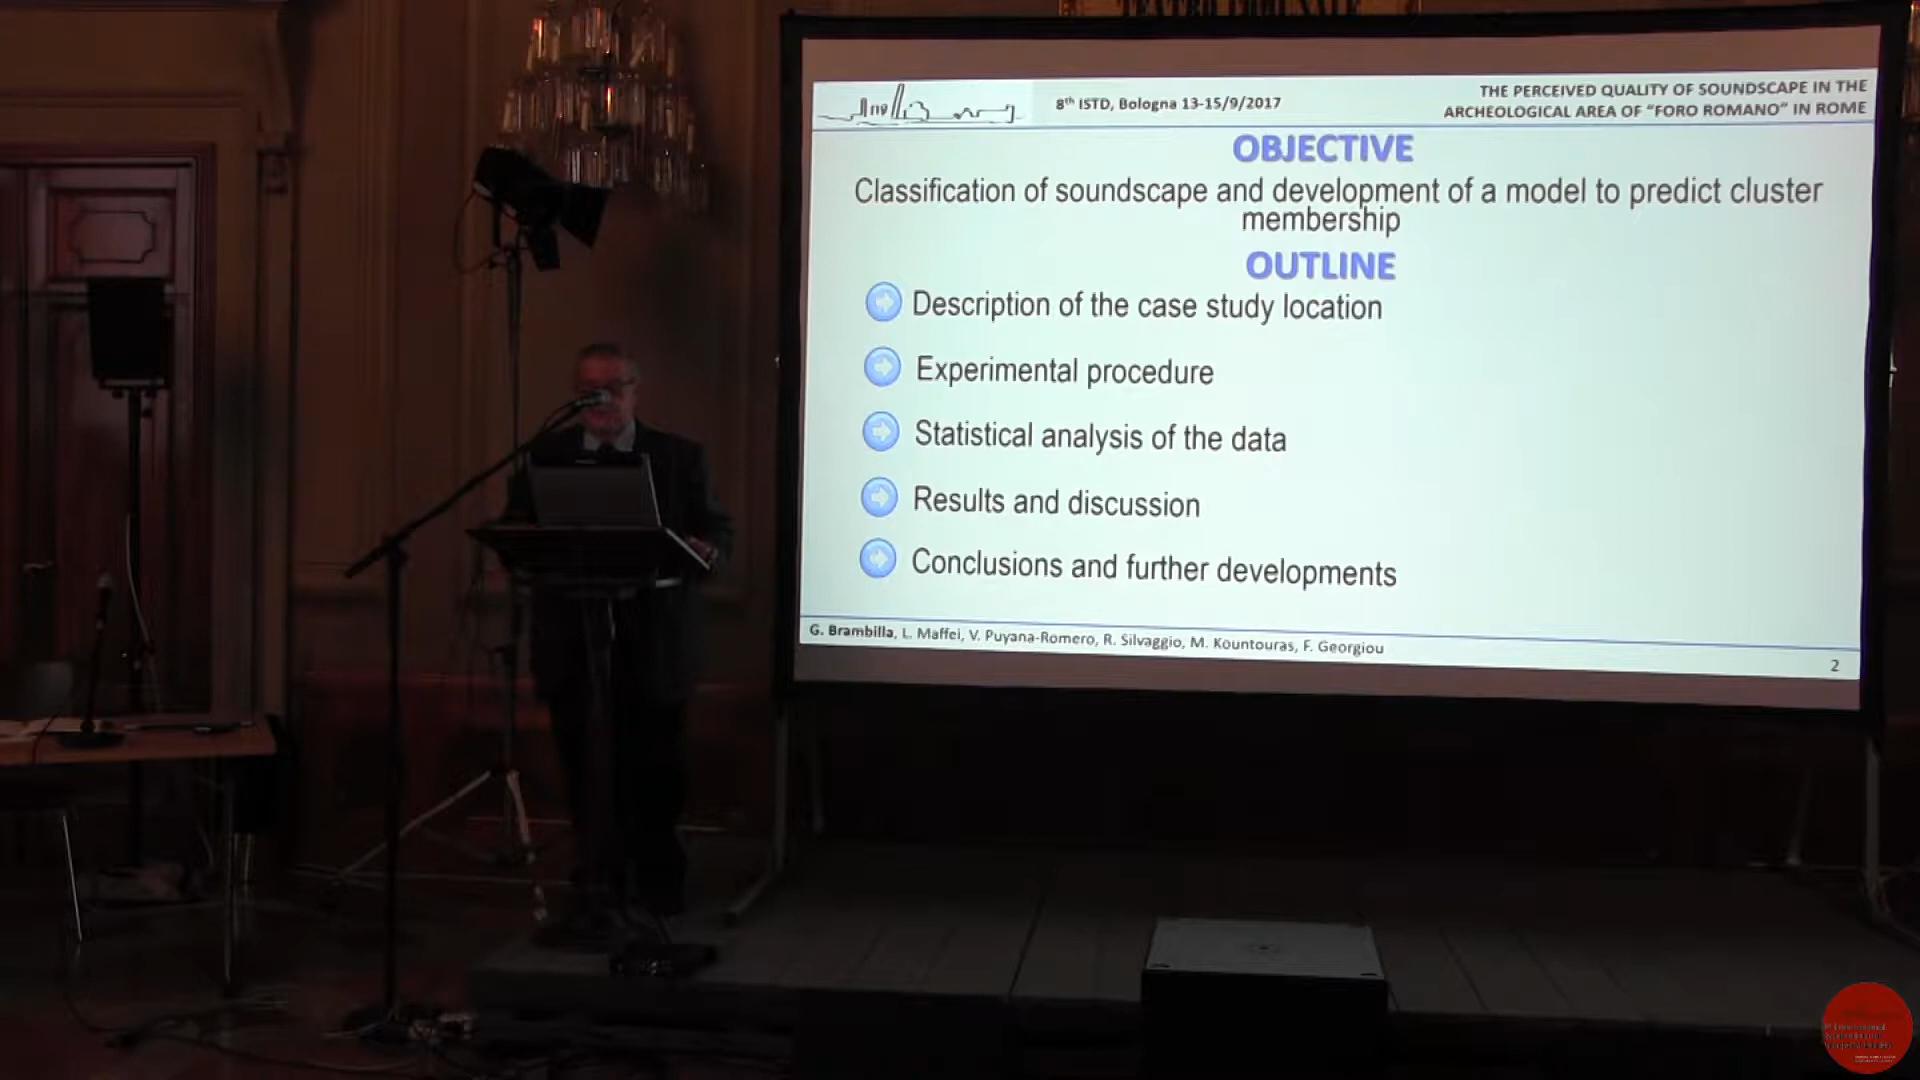 8th ISTD, Bologna 13-15/9/2017
THE PERCEIVED QUALITY OF SOUNDSCAPE IN THE
ARCHEOLOGICAL AREA OF "FORO ROMANO" IN ROME
OBJECTIVE
Classification of soundscape and development of a model to predict cluster
membership
OUTLINE
Description of the case study location
Experimental procedure
Statistical analysis of the data
Results and discussion
Conclusions and further developments
G. Brambilla, L. Maffei, V. Puyana-Romero, R. Silvaggio, M. Kountouras, F. Georgiou
2